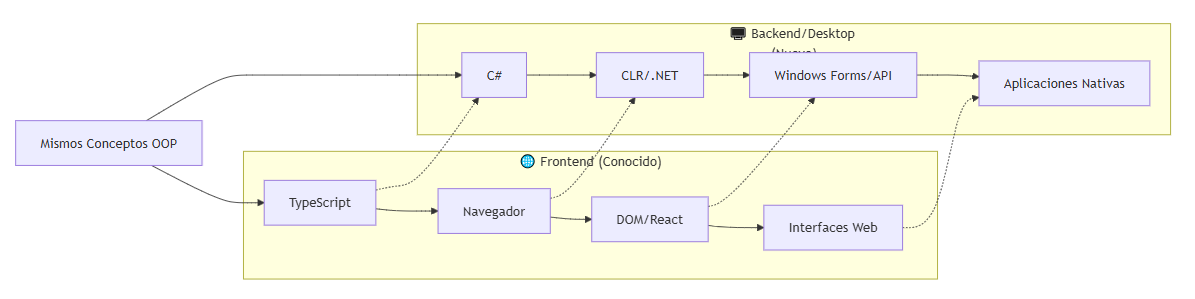 Backend/Desktop
C#
CLR/.NET
Windows Forms/API
Aplicaciones Nativas
Mismos Conceptos OOP
Frontend (Conocido)
TypeScript
Navegador
DOM/React
Interfaces Web